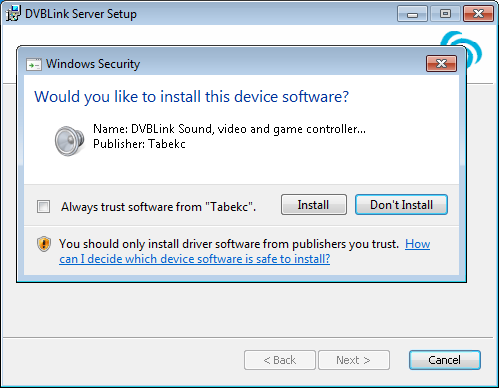 DVBLink Server Setup
Windows Security
Would you like to install this device software?
Name: DVBLink Sound, video and game controller...
Publisher: Tabekc
Always trust software from "Tabekc".
Install
Don't Install
You should only install driver software from publishers you trust. How
can I decide which device software is safe to install?
< Back
Next >
Cancel